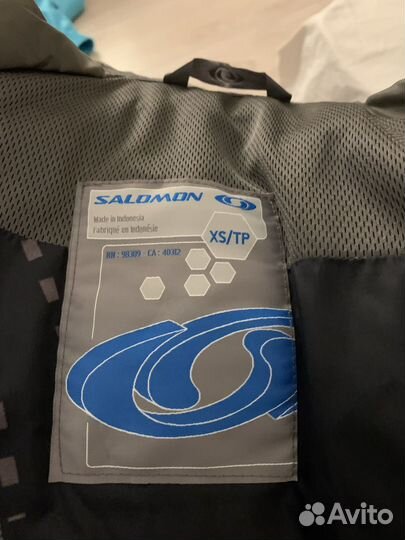 SALOMON
Made in Indonesia
Fabriqué en Indonésie
XS/TP
RN : 98309 - CA : 40312
Avito